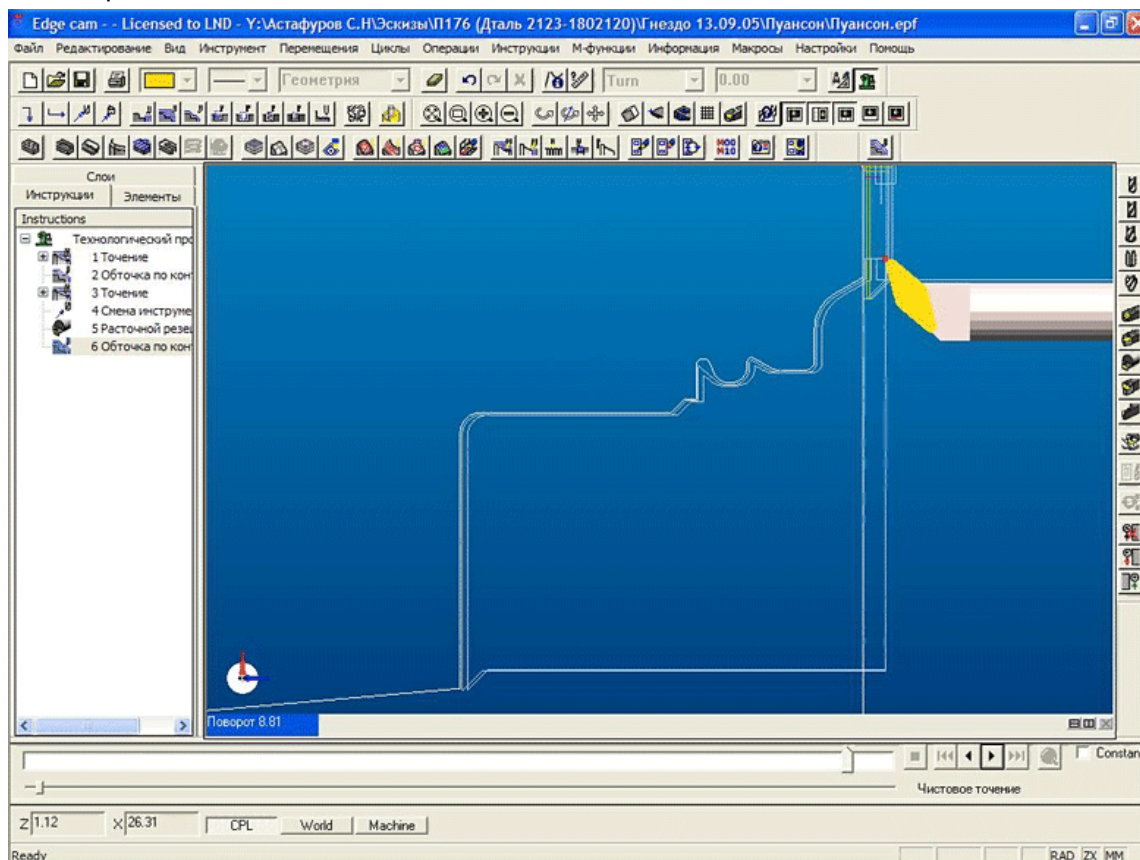 Edge cam - - Licensed to LND - Y:\Астафуров С.Н\Эскизы\П176 (Дталь 2123-1802120)\Гнездо 13.09.05\Пуансон\Пуансон.epf
Файл Редактирование Вид Инструмент Перемещения Циклы Операции Инструкции М-функции Информация Макросы Настройки Помощь
Геометрия Turn 0.00
Слои
Инструкции Элементы
Instructions
Технологический про
1 Точение
2 Обточка по кон
3 Точение
4 Смена инструме
5 Расточной резец
6 Обточка по кон
Поворот 8.81
Constan
Чистовое точение
Z 1.12 X 26.31 CPL World Machine
Ready RAD ZX MM